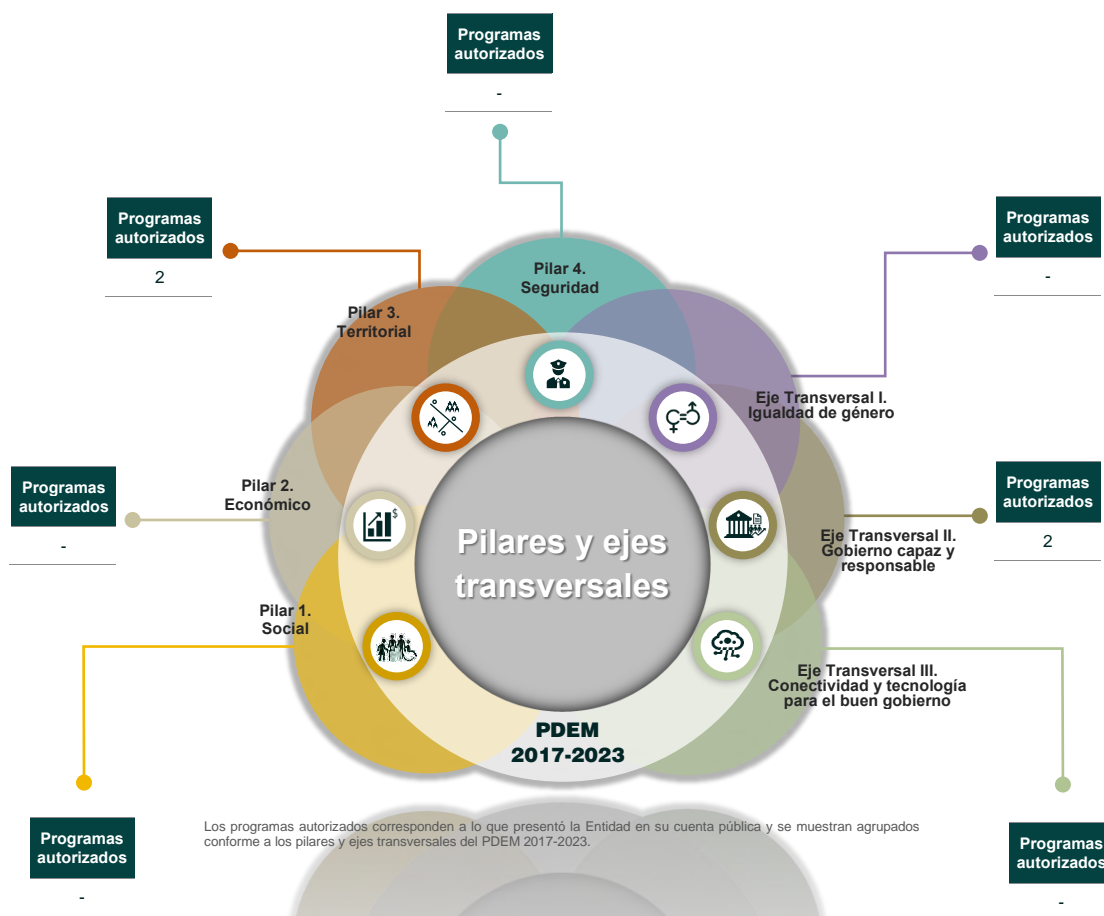 Programas
autorizados
-
Programas
autorizados
2
Programas
autorizados
-
Pilar 4.
Seguridad
Pilar 3.
Territorial
Eje Transversal I.
Igualdad de género
Programas
autorizados
-
Pilar 2.
Económico
$
Programas
autorizados
2
Eje Transversal II.
Gobierno capaz y
responsable
Pilares y ejes
transversales
Pilar 1.
Social
Eje Transversal III.
Conectividad y tecnología
para el buen gobierno
PDEM
2017-2023
Programas
autorizados
-
Los programas autorizados corresponden a lo que presentó la Entidad en su cuenta pública y se muestran agrupados
conforme a los pilares y ejes transversales del PDEM 2017-2023.
Programas
autorizados
-